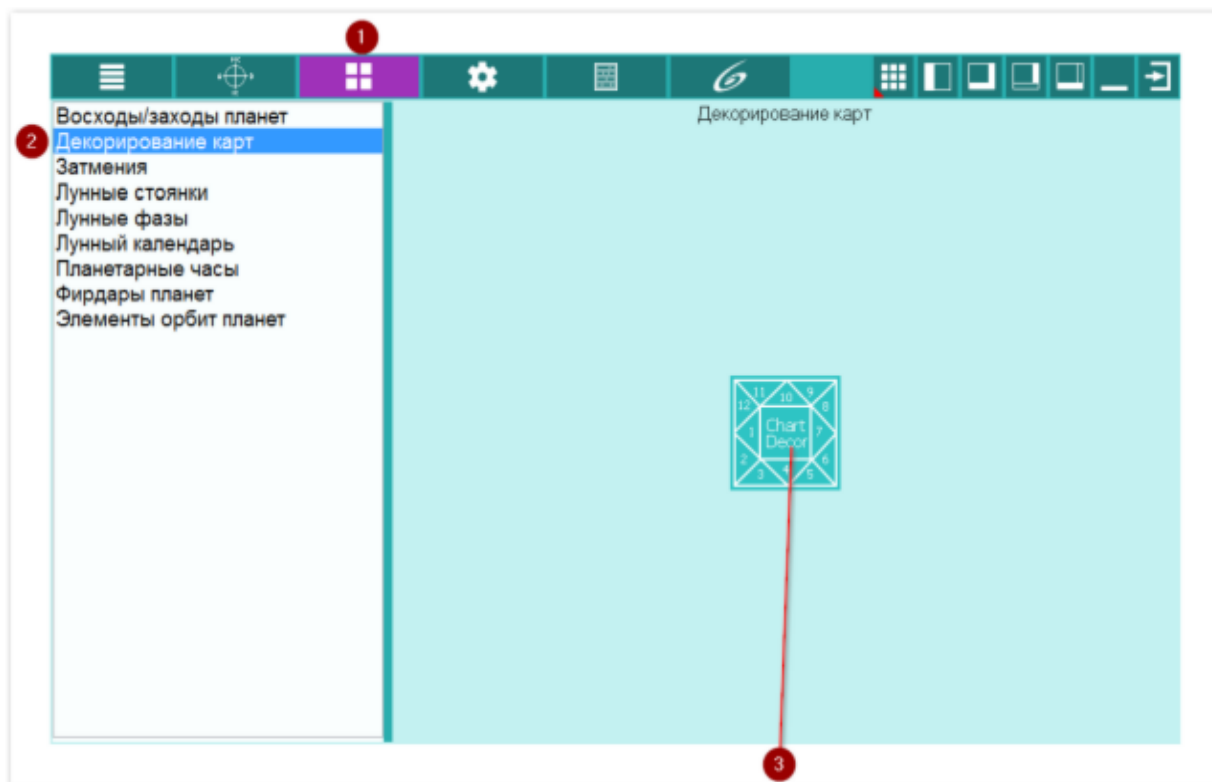 1
Декорирование карт
2
Восходы/заходы планет
Декорирование карт
Затмения
Лунные стоянки
Лунные фазы
Лунный календарь
Планетарные часы
Фирдары планет
Элементы орбит планет
11 10 9
12 8
Chart
1 7
Decor
2 6
3 4 5
3